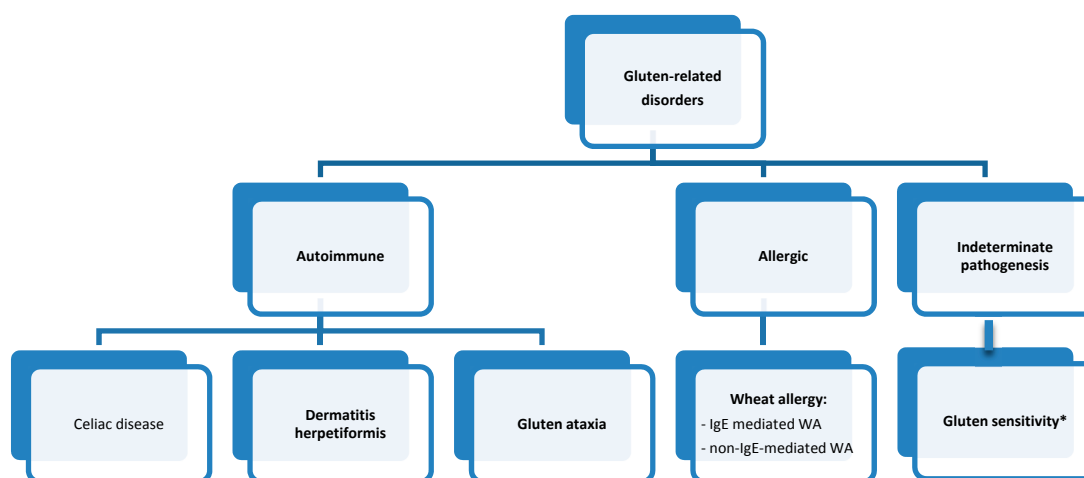 Gluten-related
disorders
Autoimmune
Allergic
Indeterminate
pathogenesis
Celiac disease
Dermatitis
herpetiformis
Gluten ataxia
Wheat allergy:
- IgE mediated WA
- non-IgE-mediated WA
Gluten sensitivity*